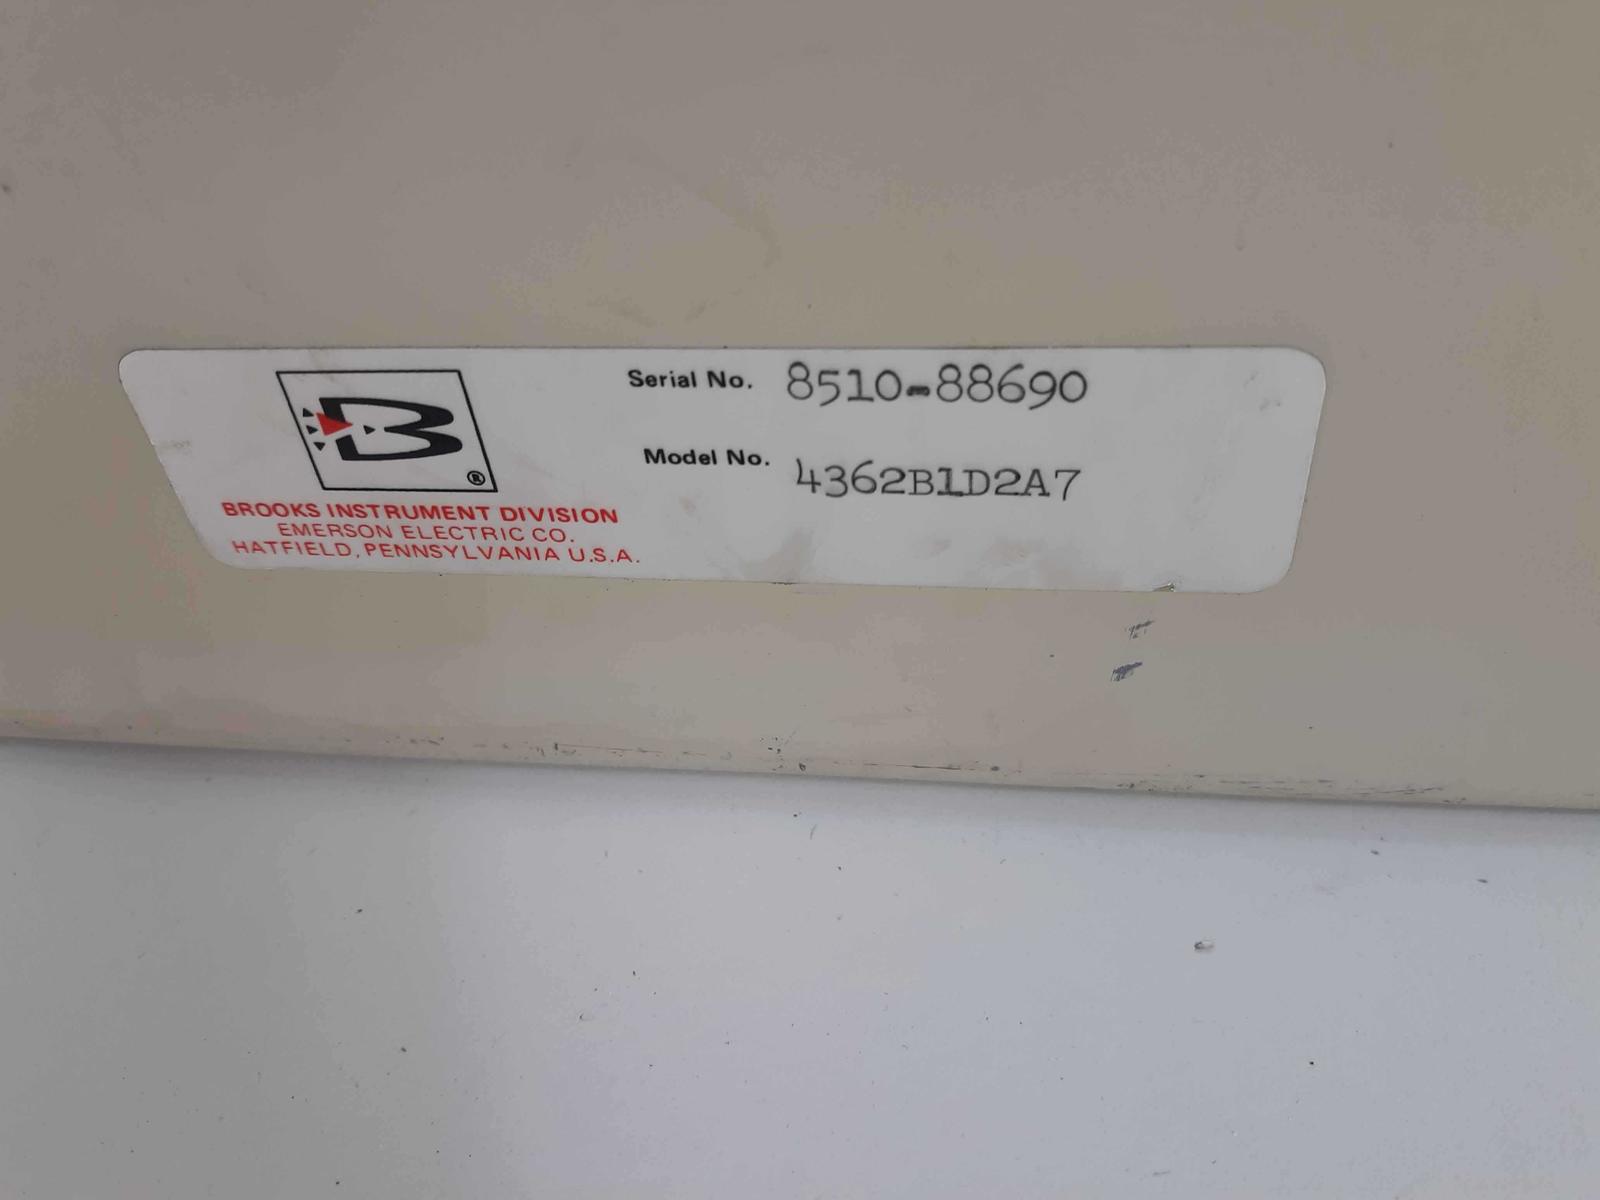 Serial No. 8510-88690
Model No. 4362B1D2A7
B
®
BROOKS INSTRUMENT DIVISION
EMERSON ELECTRIC CO.
HATFIELD, PENNSYLVANIA U.S.A.